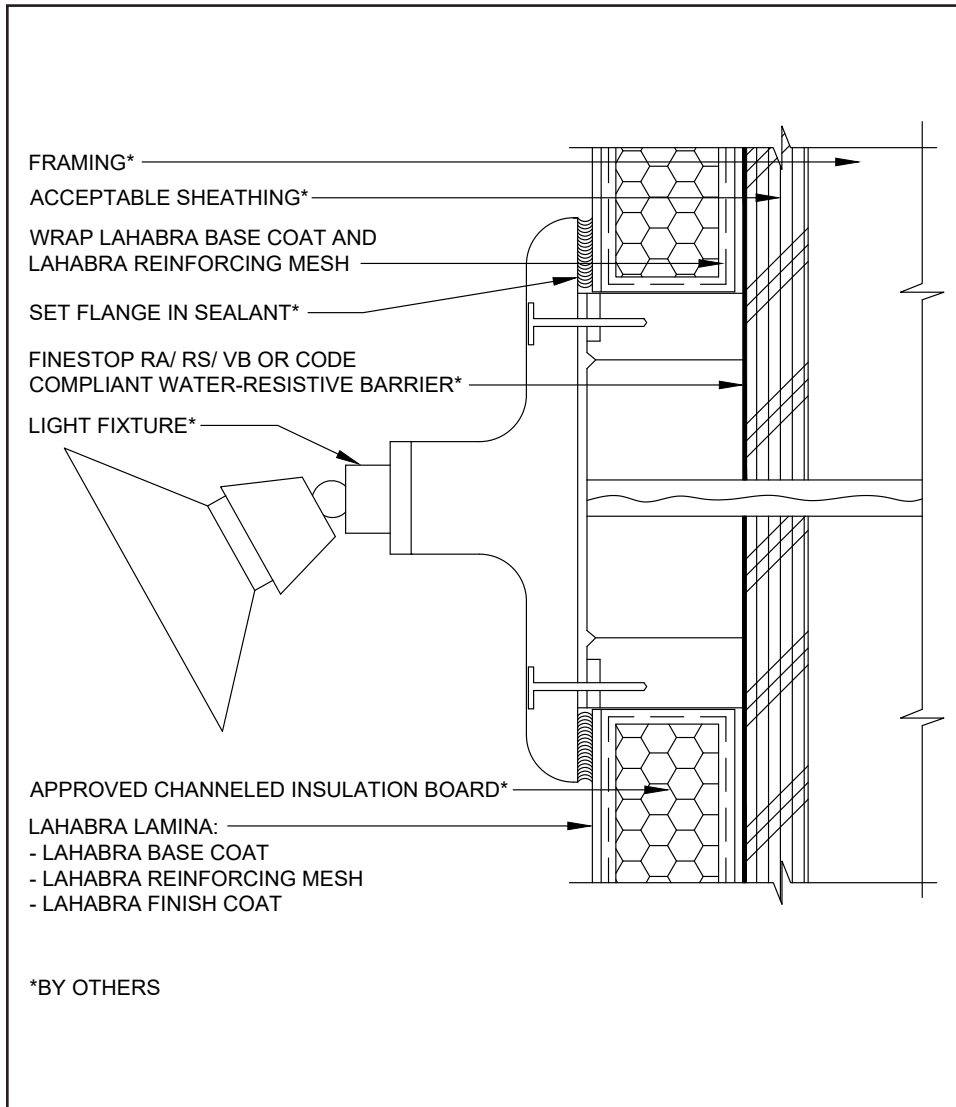 FRAMING*
ACCEPTABLE SHEATHING*
WRAP LAHABRA BASE COAT AND
LAHABRA REINFORCING MESH
SET FLANGE IN SEALANT*
FINESTOP RA/ RS/ VB OR CODE
COMPLIANT WATER-RESISTIVE BARRIER*
LIGHT FIXTURE*
APPROVED CHANNELED INSULATION BOARD*
LAHABRA LAMINA:
- LAHABRA BASE COAT
- LAHABRA REINFORCING MESH
- LAHABRA FINISH COAT
*BY OTHERS